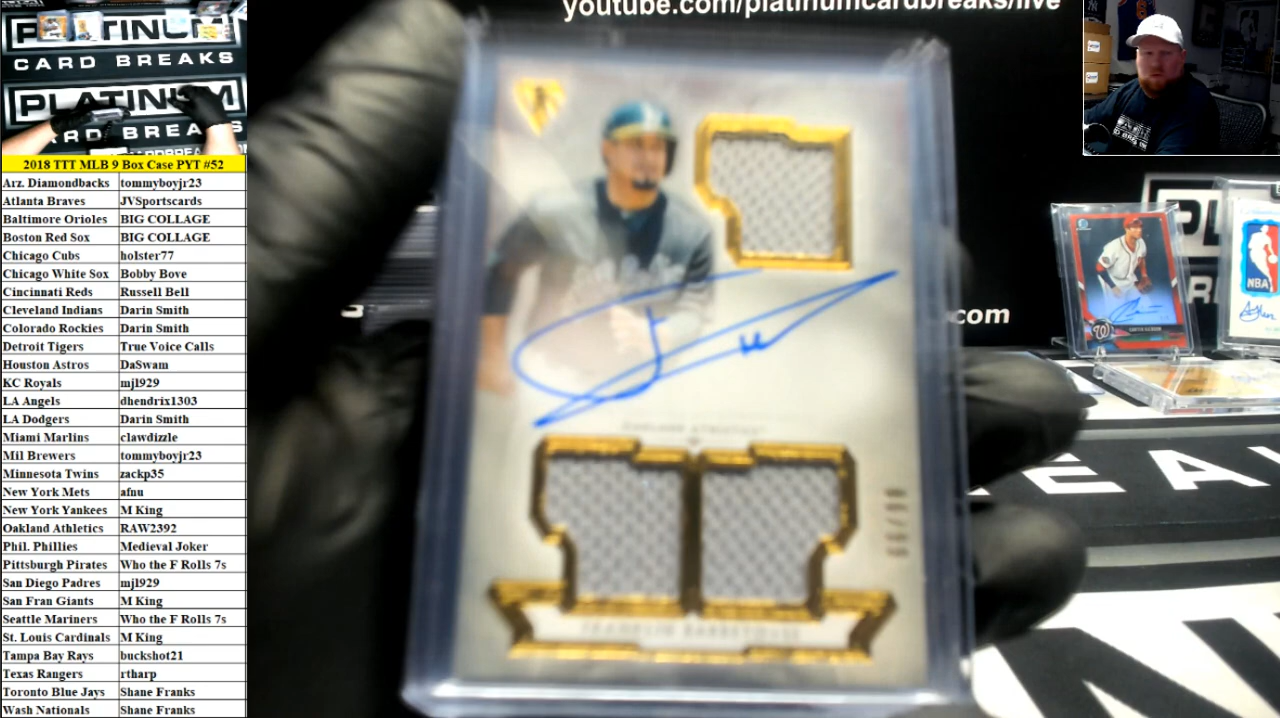 youtube.com/platinumcardbreaks/live
PLATINUM
CARD BREAKS
PLATINUM
ARD BREAKS
2018 TTT MLB 9 Box Case PYT #52
Arz. Diamondbacks tommyboyjr23
Atlanta Braves JVSportscards
Baltimore Orioles BIG COLLAGE
Boston Red Sox BIG COLLAGE
Chicago Cubs holster77
Chicago White Sox Bobby Bove
Cincinnati Reds Russell Bell
Cleveland Indians Darin Smith
Colorado Rockies Darin Smith
Detroit Tigers True Voice Calls
Houston Astros DaSwam
KC Royals mjl929
LA Angels dhendrix1303
LA Dodgers Darin Smith
Miami Marlins clawdizzle
Mil Brewers tommyboyjr23
Minnesota Twins zackp35
New York Mets afnu
New York Yankees M King
Oakland Athletics RAW2392
Phil. Phillies Medieval Joker
Pittsburgh Pirates Who the F Rolls 7s
San Diego Padres mjl929
San Fran Giants M King
Seattle Mariners Who the F Rolls 7s
St. Louis Cardinals M King
Tampa Bay Rays buckshot21
Texas Rangers rtharp
Toronto Blue Jays Shane Franks
Wash Nationals Shane Franks
OAKLAND ATHLETICS
FRANKLIN BARRETO
.com
NBA
EA